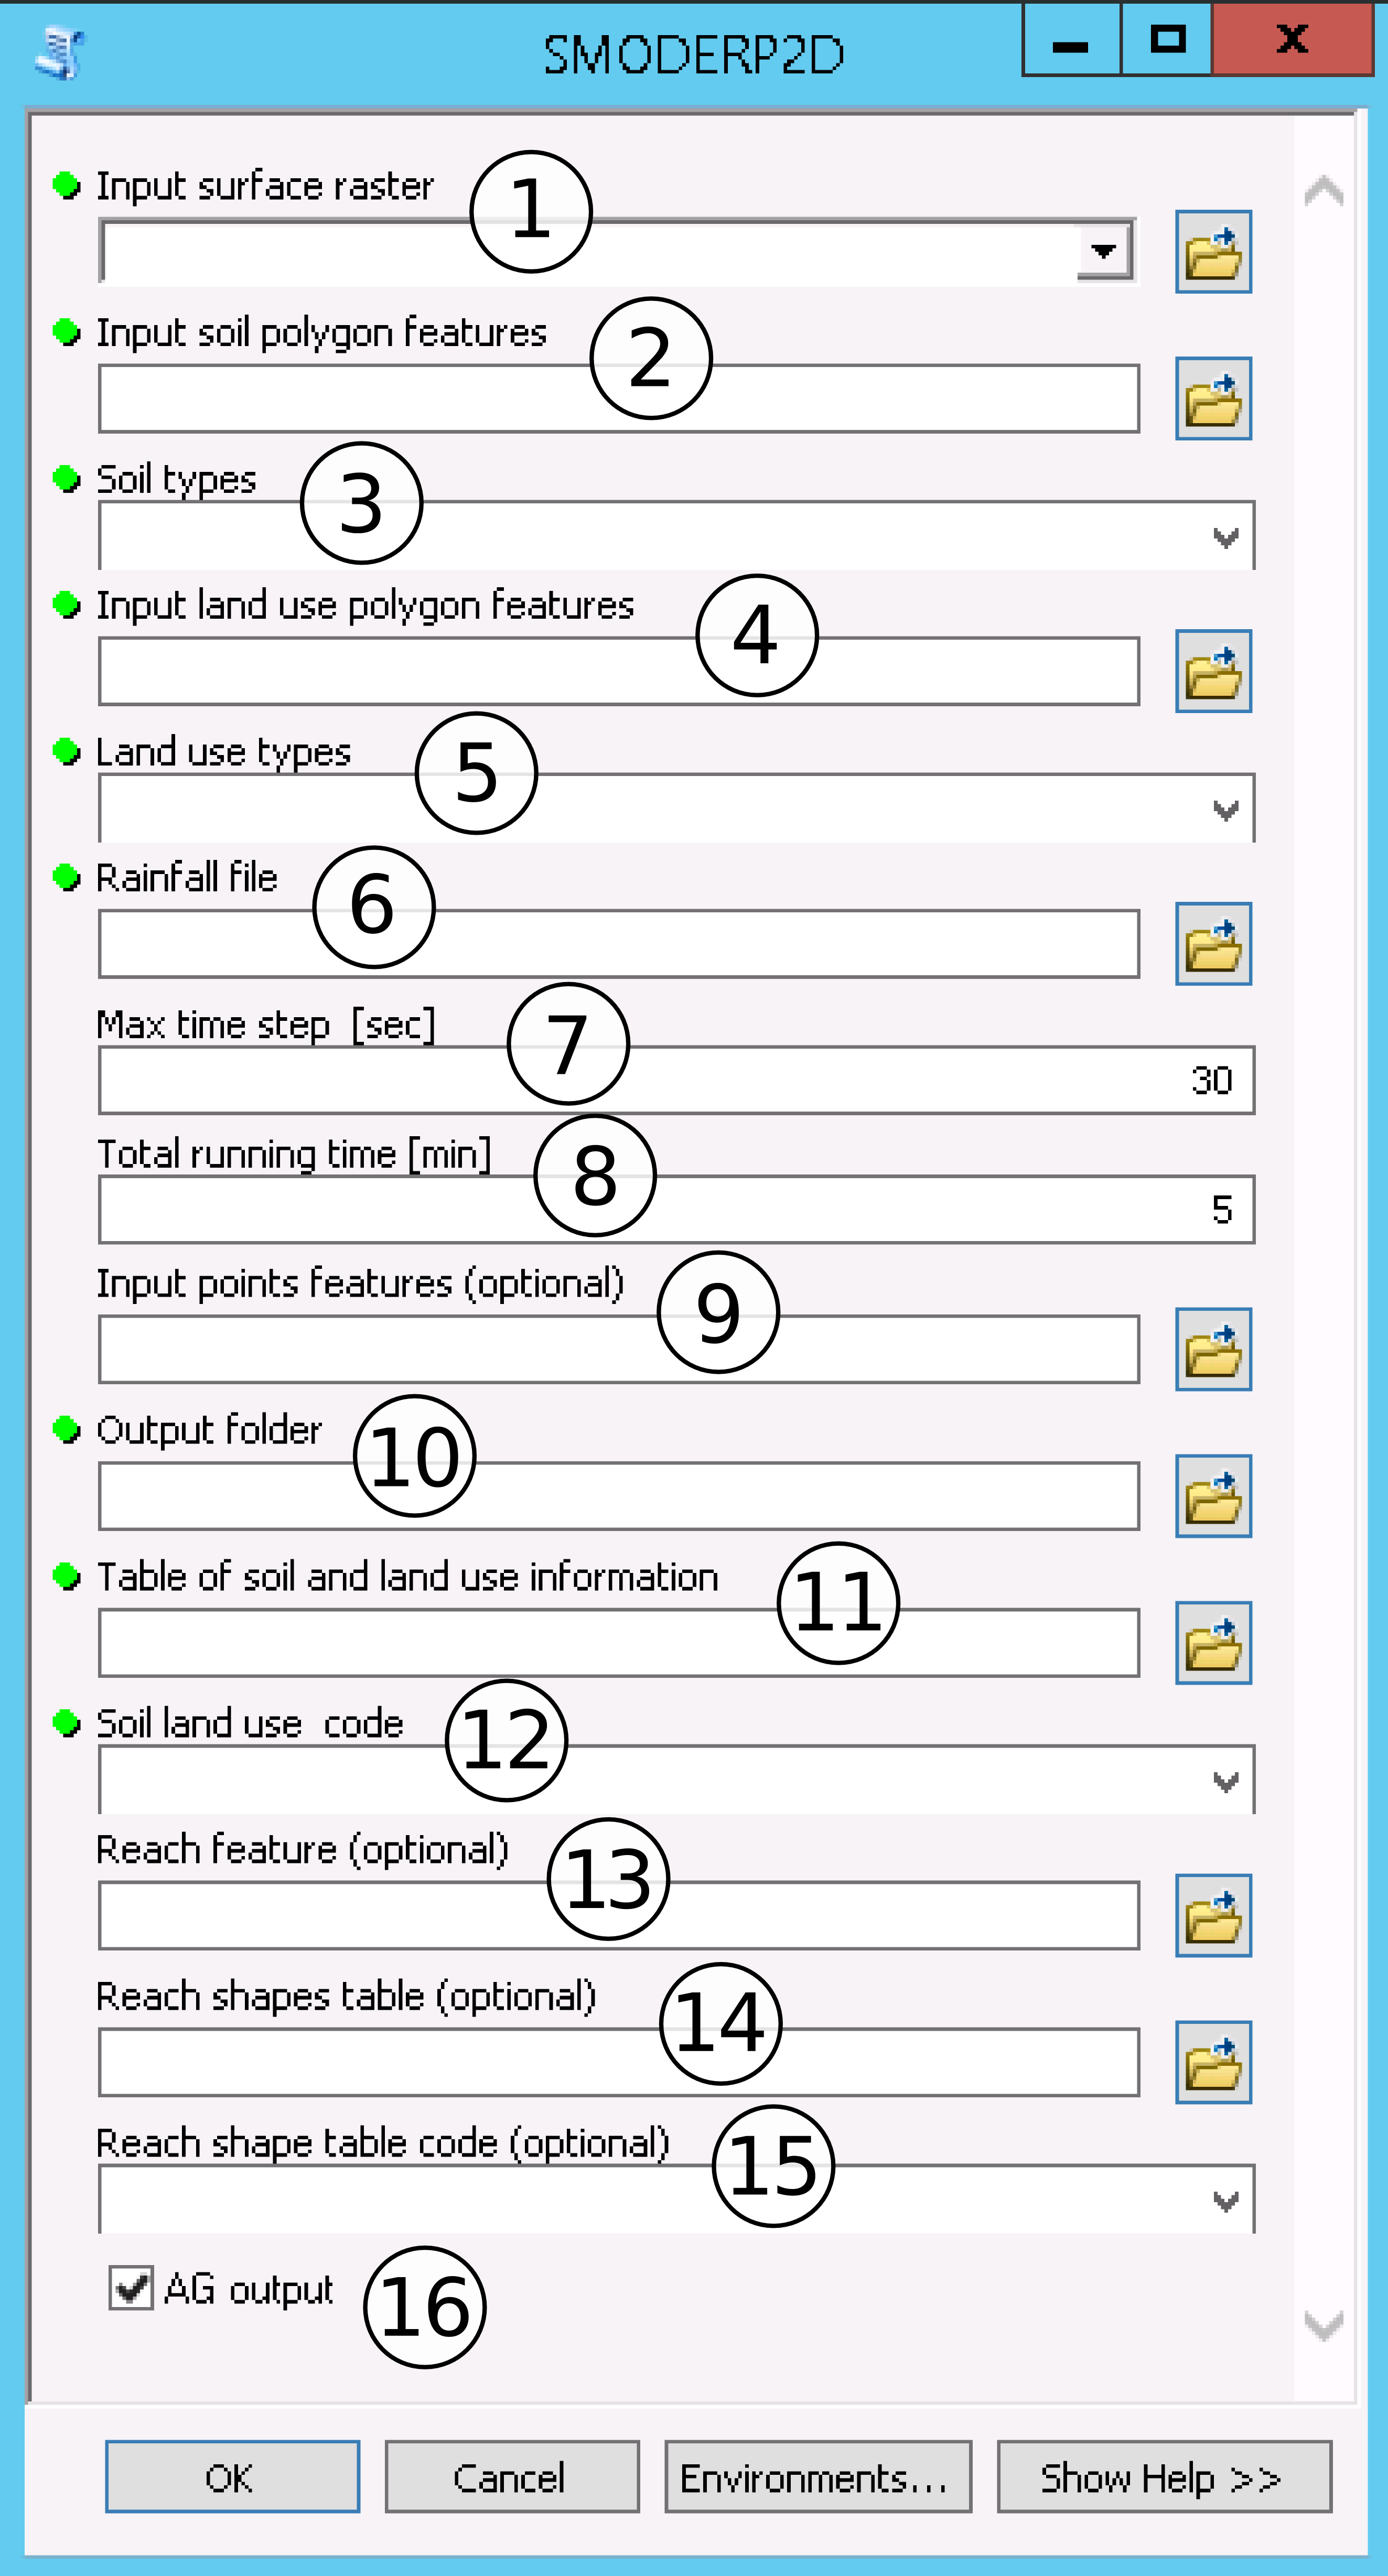 SMODERP2D
Input surface raster 1
Input soil polygon features 2
Soil types 3
Input land use polygon features 4
Land use types 5
Rainfall file 6
Max time step  [sec] 7
30
Total running time [min] 8
5
Input points features (optional) 9
Output folder 10
Table of soil and land use information 11
Soil land use  code 12
Reach feature (optional) 13
Reach shapes table (optional) 14
Reach shape table code (optional) 15
AG output 16
OK Cancel Environments... Show Help >>